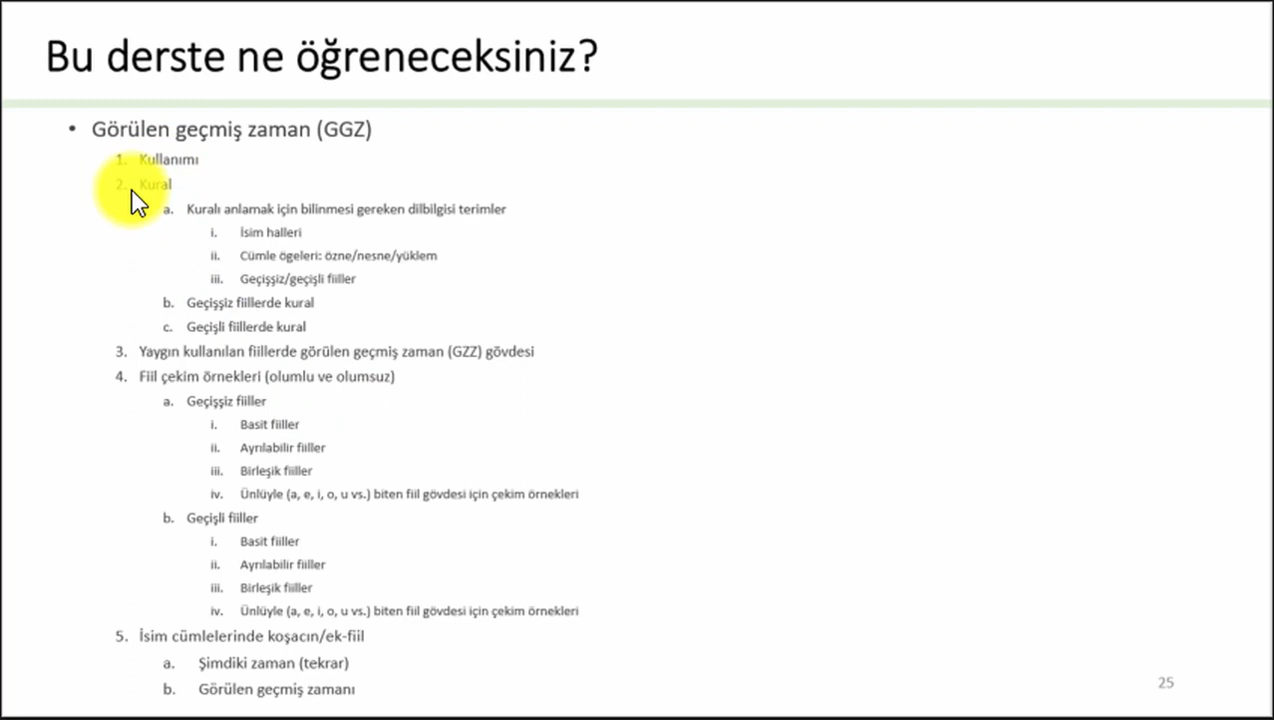 Bu derste ne öğreneceksiniz?
• Görülen geçmiş zaman (GGZ)
1. Kullanımı
2. Kural
a. Kuralı anlamak için bilinmesi gereken dilbilgisi terimler
i. İsim halleri
ii. Cümle ögeleri: özne/nesne/yüklem
iii. Geçişsiz/geçişli fiiller
b. Geçişsiz fiillerde kural
c. Geçişli fiillerde kural
3. Yaygın kullanılan fiillerde görülen geçmiş zaman (GZZ) gövdesi
4. Fiil çekim örnekleri (olumlu ve olumsuz)
a. Geçişsiz fiiller
i. Basit fiiller
ii. Ayrılabilir fiiller
iii. Birleşik fiiller
iv. Ünlüyle (a, e, i, o, u vs.) biten fiil gövdesi için çekim örnekleri
b. Geçişli fiiller
i. Basit fiiller
ii. Ayrılabilir fiiller
iii. Birleşik fiiller
iv. Ünlüyle (a, e, i, o, u vs.) biten fiil gövdesi için çekim örnekleri
5. İsim cümlelerinde koşacın/ek-fiil
a. Şimdiki zaman (tekrar)
b. Görülen geçmiş zamanı
25